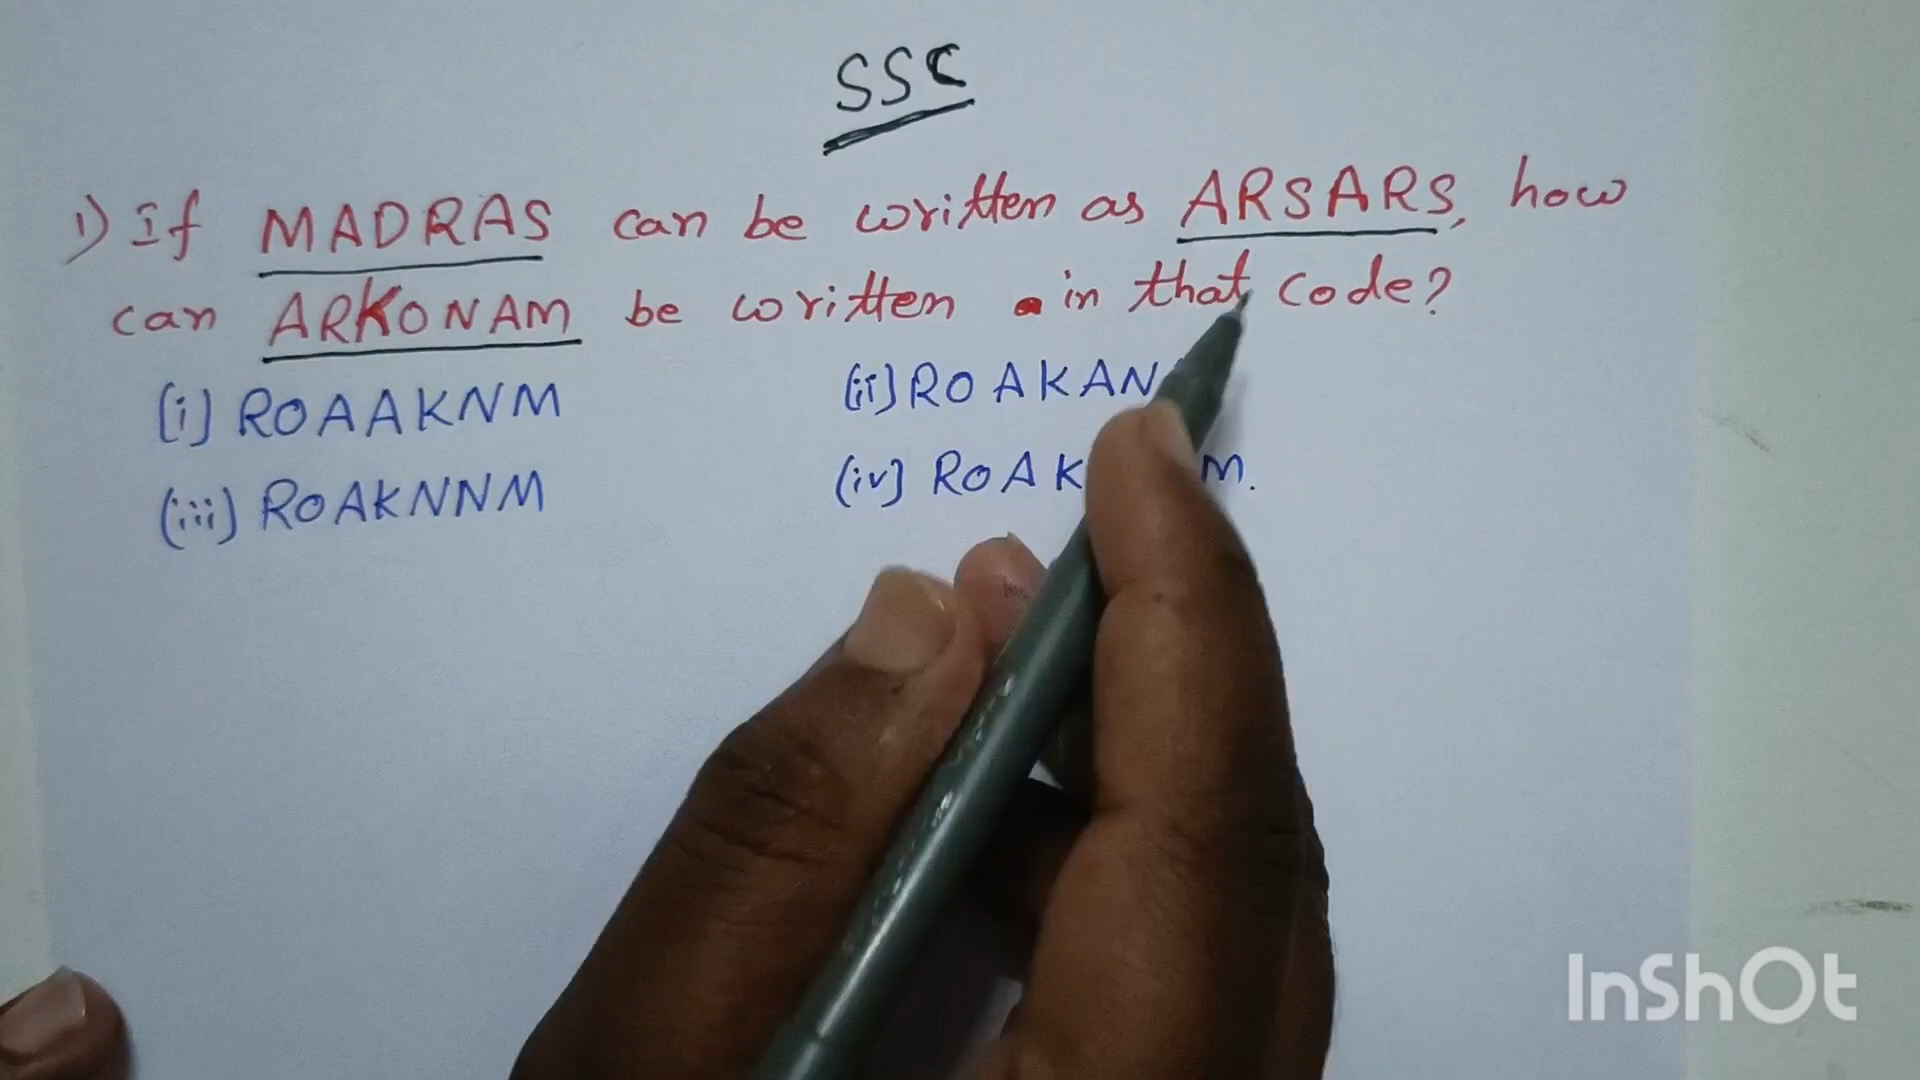 SSC
1) If MADRAS can be written as ARSARS, how
can ARKONAM be written in that code?
(i) ROAAKNM
(ii) ROAKAN
(iii) ROAKNNM
(iv) ROAK M.
InShOt